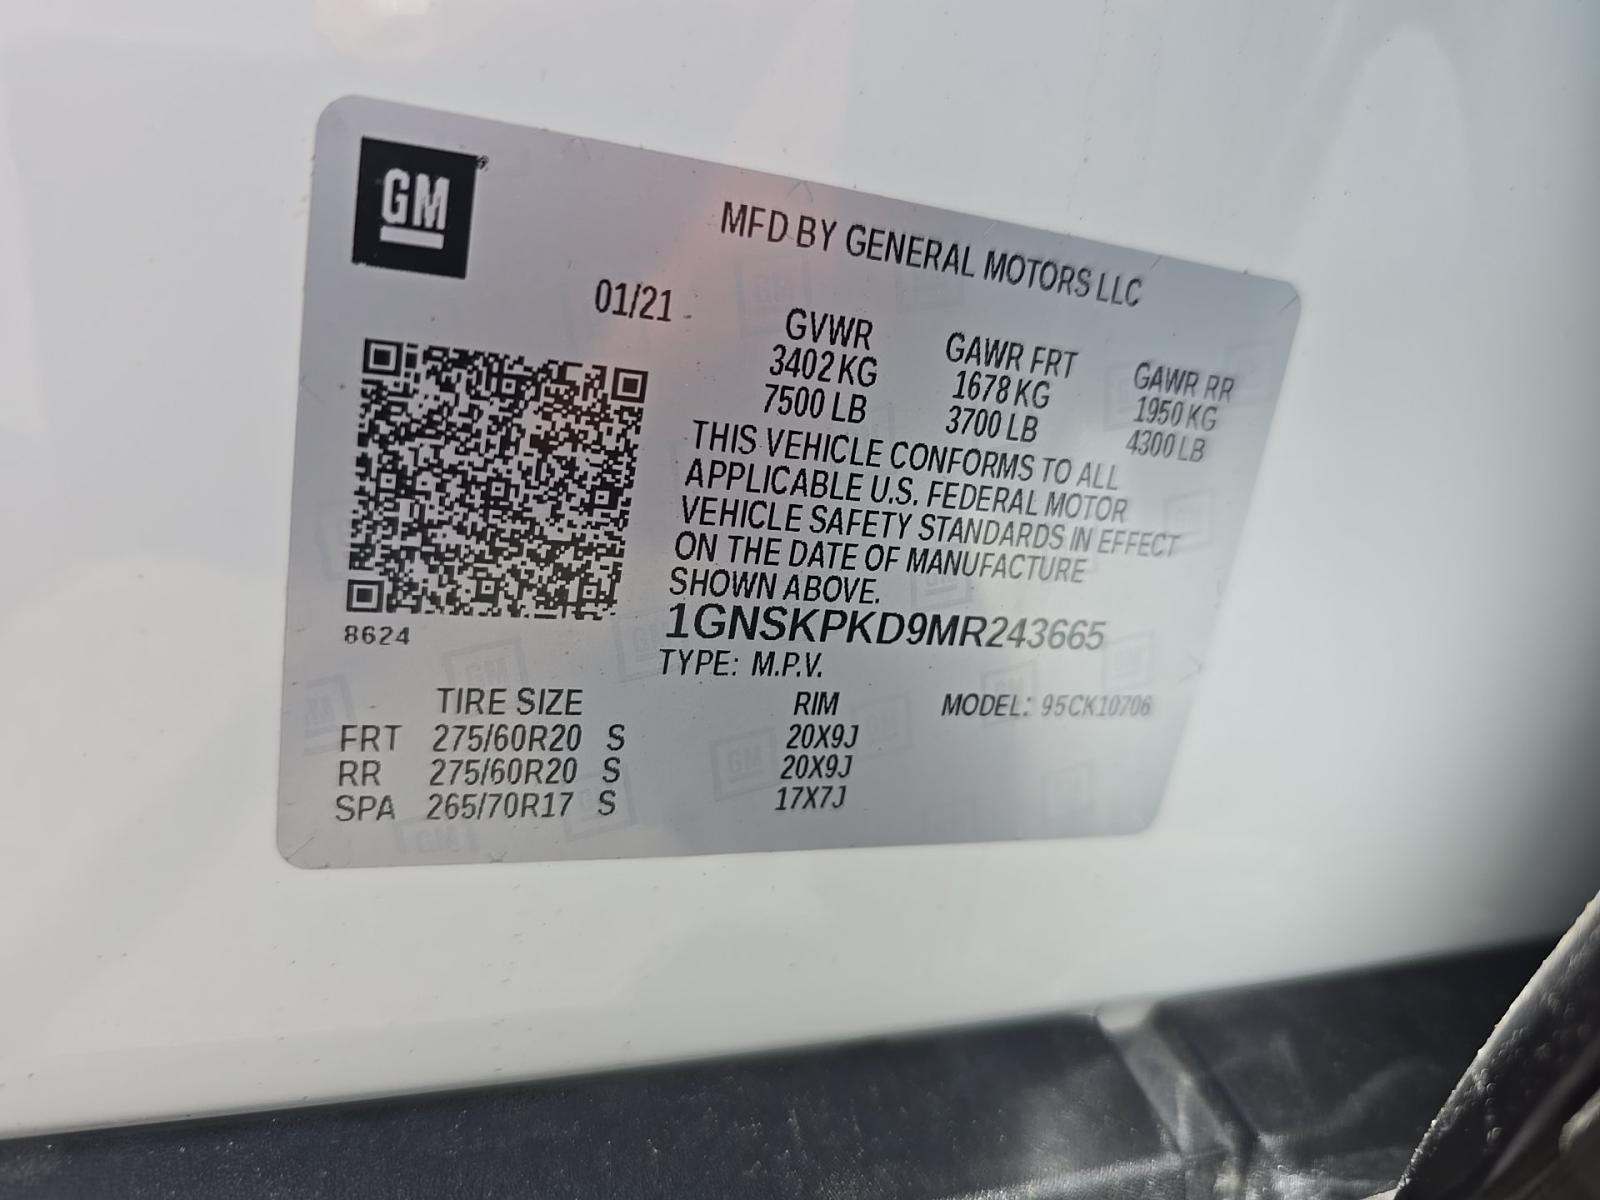 GM
MFD BY GENERAL MOTORS LLC
01/21
GVWR GAWR FRT GAWR RR
3402 KG 1678 KG 1950 KG
7500 LB 3700 LB 4300 LB
THIS VEHICLE CONFORMS TO ALL
APPLICABLE U.S. FEDERAL MOTOR
VEHICLE SAFETY STANDARDS IN EFFECT
ON THE DATE OF MANUFACTURE
SHOWN ABOVE.
8624
1GNSKPKD9MR243665
TYPE: M.P.V.
TIRE SIZE RIM MODEL: 95CK10706
FRT 275/60R20 S 20X9J
RR 275/60R20 S 20X9J
SPA 265/70R17 S 17X7J